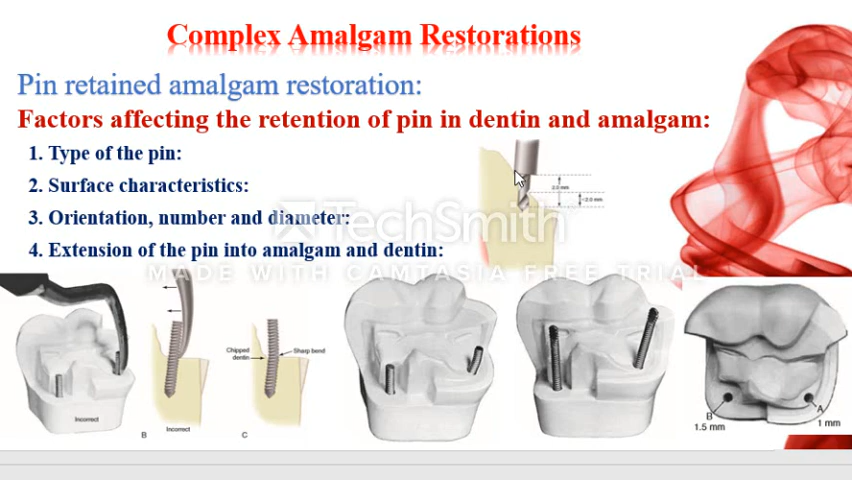 Complex Amalgam Restorations
Pin retained amalgam restoration:
Factors affecting the retention of pin in dentin and amalgam:
1. Type of the pin:
2. Surface characteristics:
3. Orientation, number and diameter:
4. Extension of the pin into amalgam and dentin:
2.0 mm
<2.0 mm
TechSmith
MADE WITH CAMTASIA FREE TRIAL
Incorrect
B
Incorrect
Chipped
dentin
Sharp bend
C
B
1.5 mm
A
1 mm